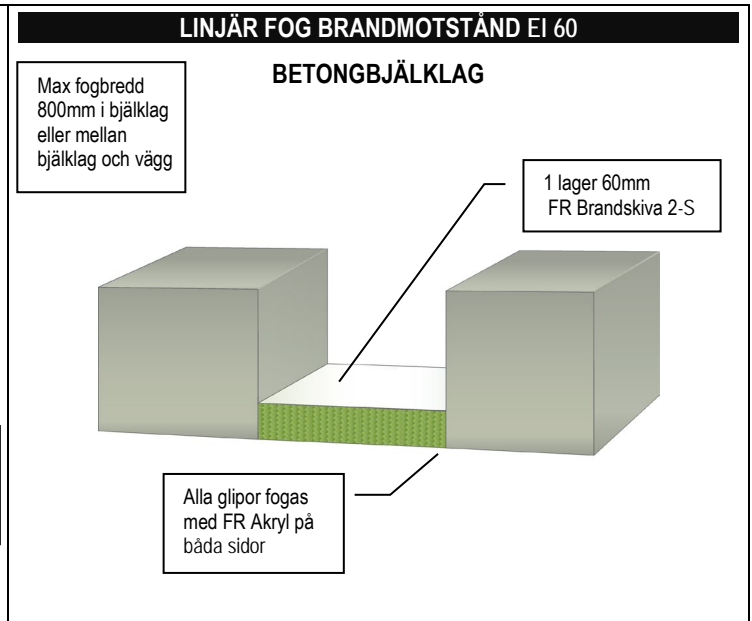 LINJÄR FOG BRANDMOTSTÅND EI 60
BETONGBJÄLKLAG
Max fogbredd
800mm i bjälklag
eller mellan
bjälklag och vägg
1 lager 60mm
FR Brandskiva 2-S
Alla glipor fogas
med FR Akryl på
båda sidor